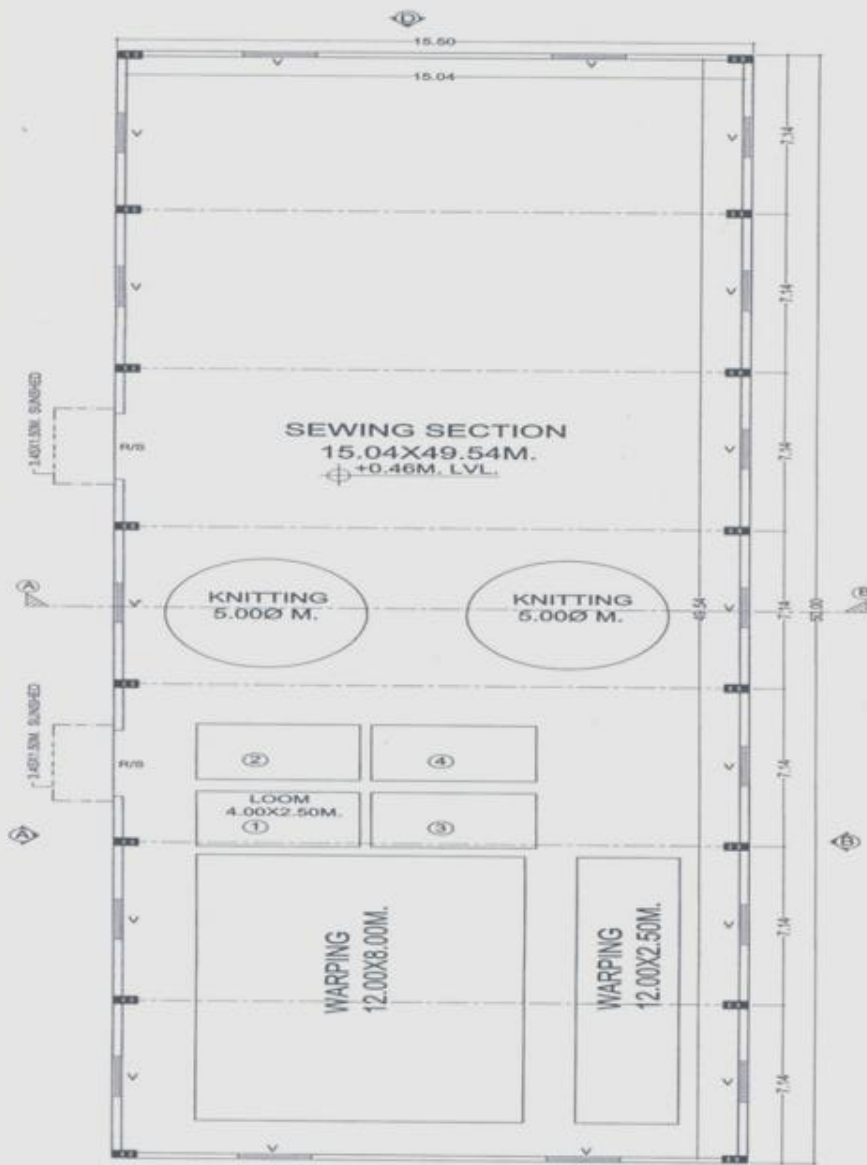 D
15.50
V
V
15.04
V
V
7.14
V
V
7.14
3.45X1.50M. SUNSHED
R/S
SEWING SECTION
15.04X49.54M.
+0.46M. LVL.
V
7.14
A
V
KNITTING
5.00Ø M.
KNITTING
5.00Ø M.
49.54
V
7.14
50.00
B
3.45X1.50M. SUNSHED
R/S
2
4
V
7.14
LOOM
4.00X2.50M.
1
3
A
B
V
WARPING
12.00X8.00M.
WARPING
12.00X2.50M.
V
7.14
V
V
7.14
V
V